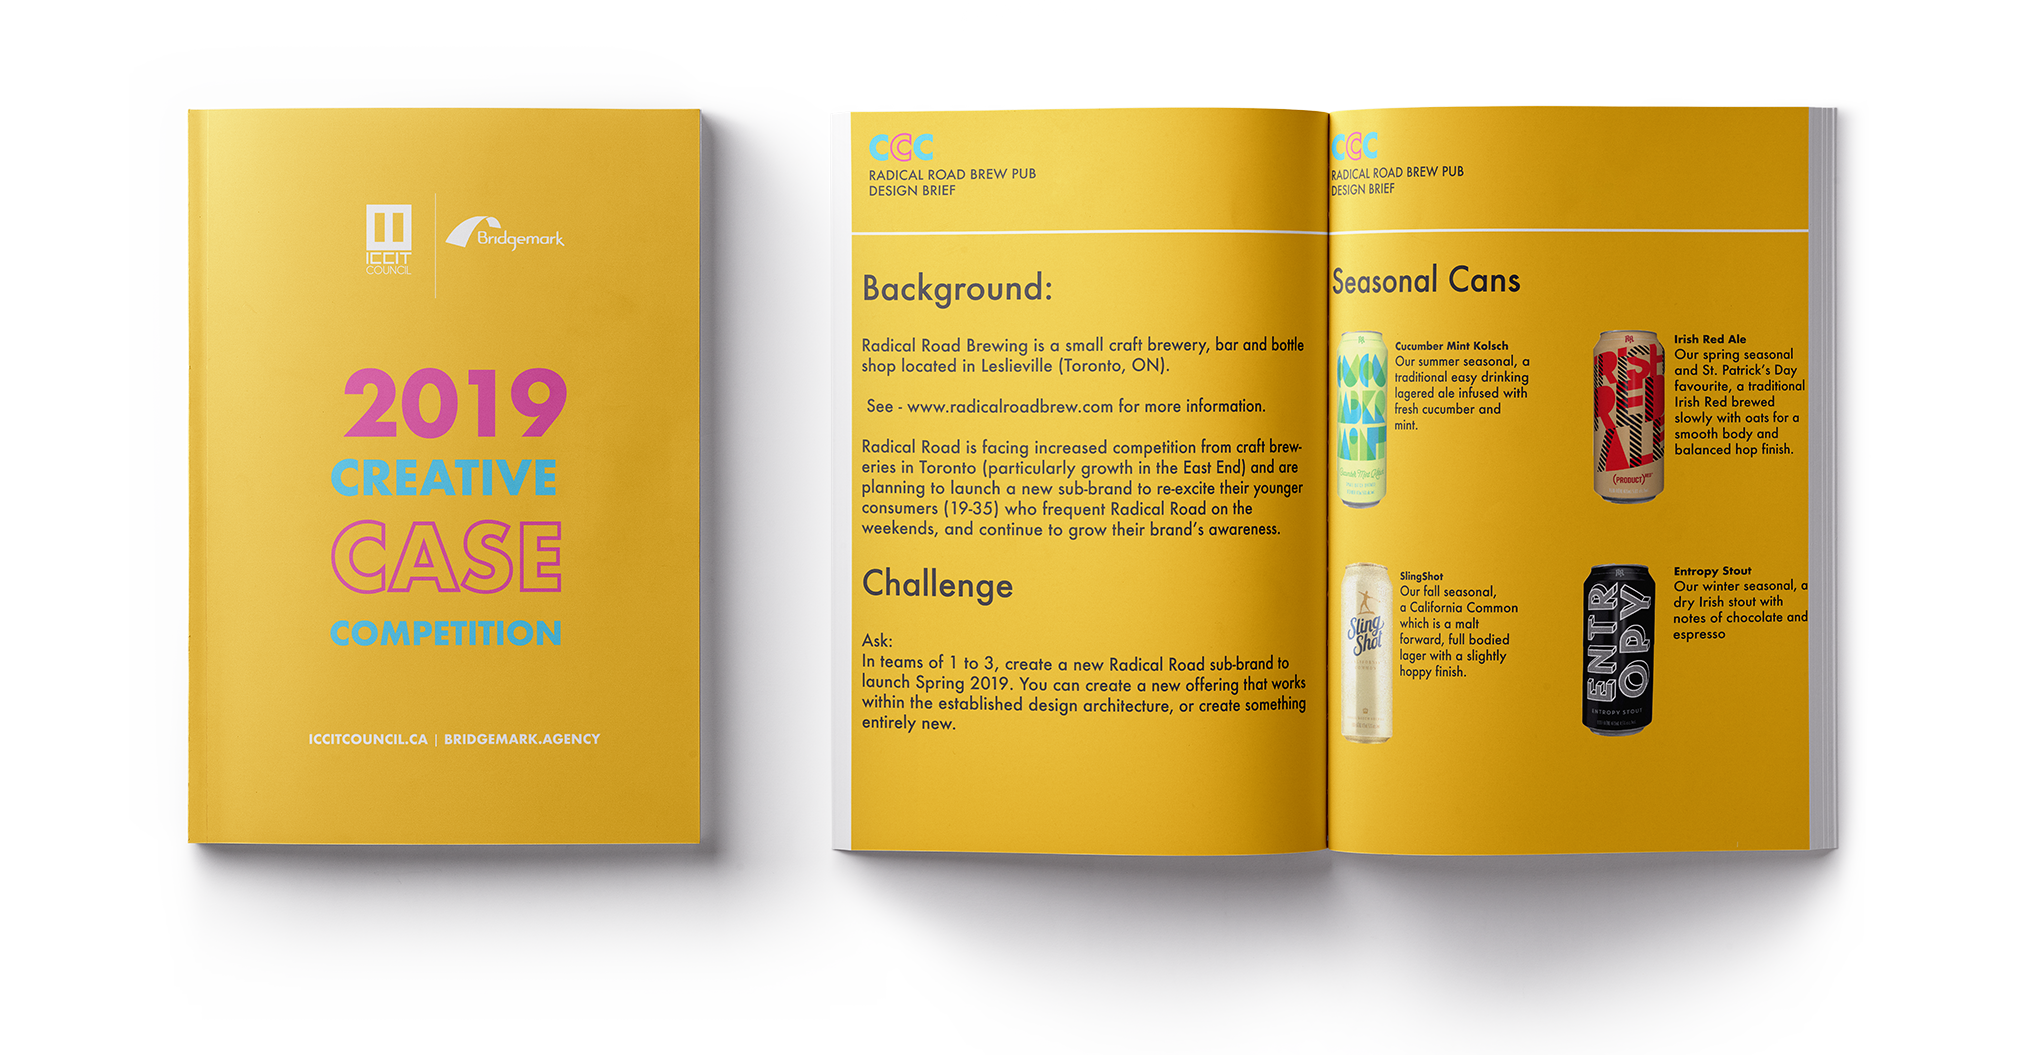 ICCIT
COUNCIL
Bridgemark
2019
CREATIVE
CASE
COMPETITION
ICCITCOUNCIL.CA | BRIDGEMARK.AGENCY
CCC
RADICAL ROAD BREW PUB
DESIGN BRIEF
Background:
Radical Road Brewing is a small craft brewery, bar and bottle
shop located in Leslieville (Toronto, ON).
See - www.radicalroadbrew.com for more information.
Radical Road is facing increased competition from craft brew-
eries in Toronto (particularly growth in the East End) and are
planning to launch a new sub-brand to re-excite their younger
consumers (19-35) who frequent Radical Road on the
weekends, and continue to grow their brand's awareness.
Challenge
Ask:
In teams of 1 to 3, create a new Radical Road sub-brand to
launch Spring 2019. You can create a new offering that works
within the established design architecture, or create something
entirely new.
CCC
RADICAL ROAD BREW PUB
DESIGN BRIEF
Seasonal Cans
Cucumber Mint Kolsch
Our summer seasonal, a
traditional easy drinking
lagered ale infused with
fresh cucumber and
mint.
IRISH
RED
ALE
(PRODUCT)
Irish Red Ale
Our spring seasonal
and St. Patrick's Day
favourite, a traditional
Irish Red brewed
slowly with oats for a
smooth body and
balanced hop finish.
Sling
Shot
SlingShot
Our fall seasonal,
a California Common
which is a malt
forward, full bodied
lager with a slightly
hoppy finish.
ENTR
OPY
ENTROPY STOUT
Entropy Stout
Our winter seasonal, a
dry Irish stout with
notes of chocolate and
espresso